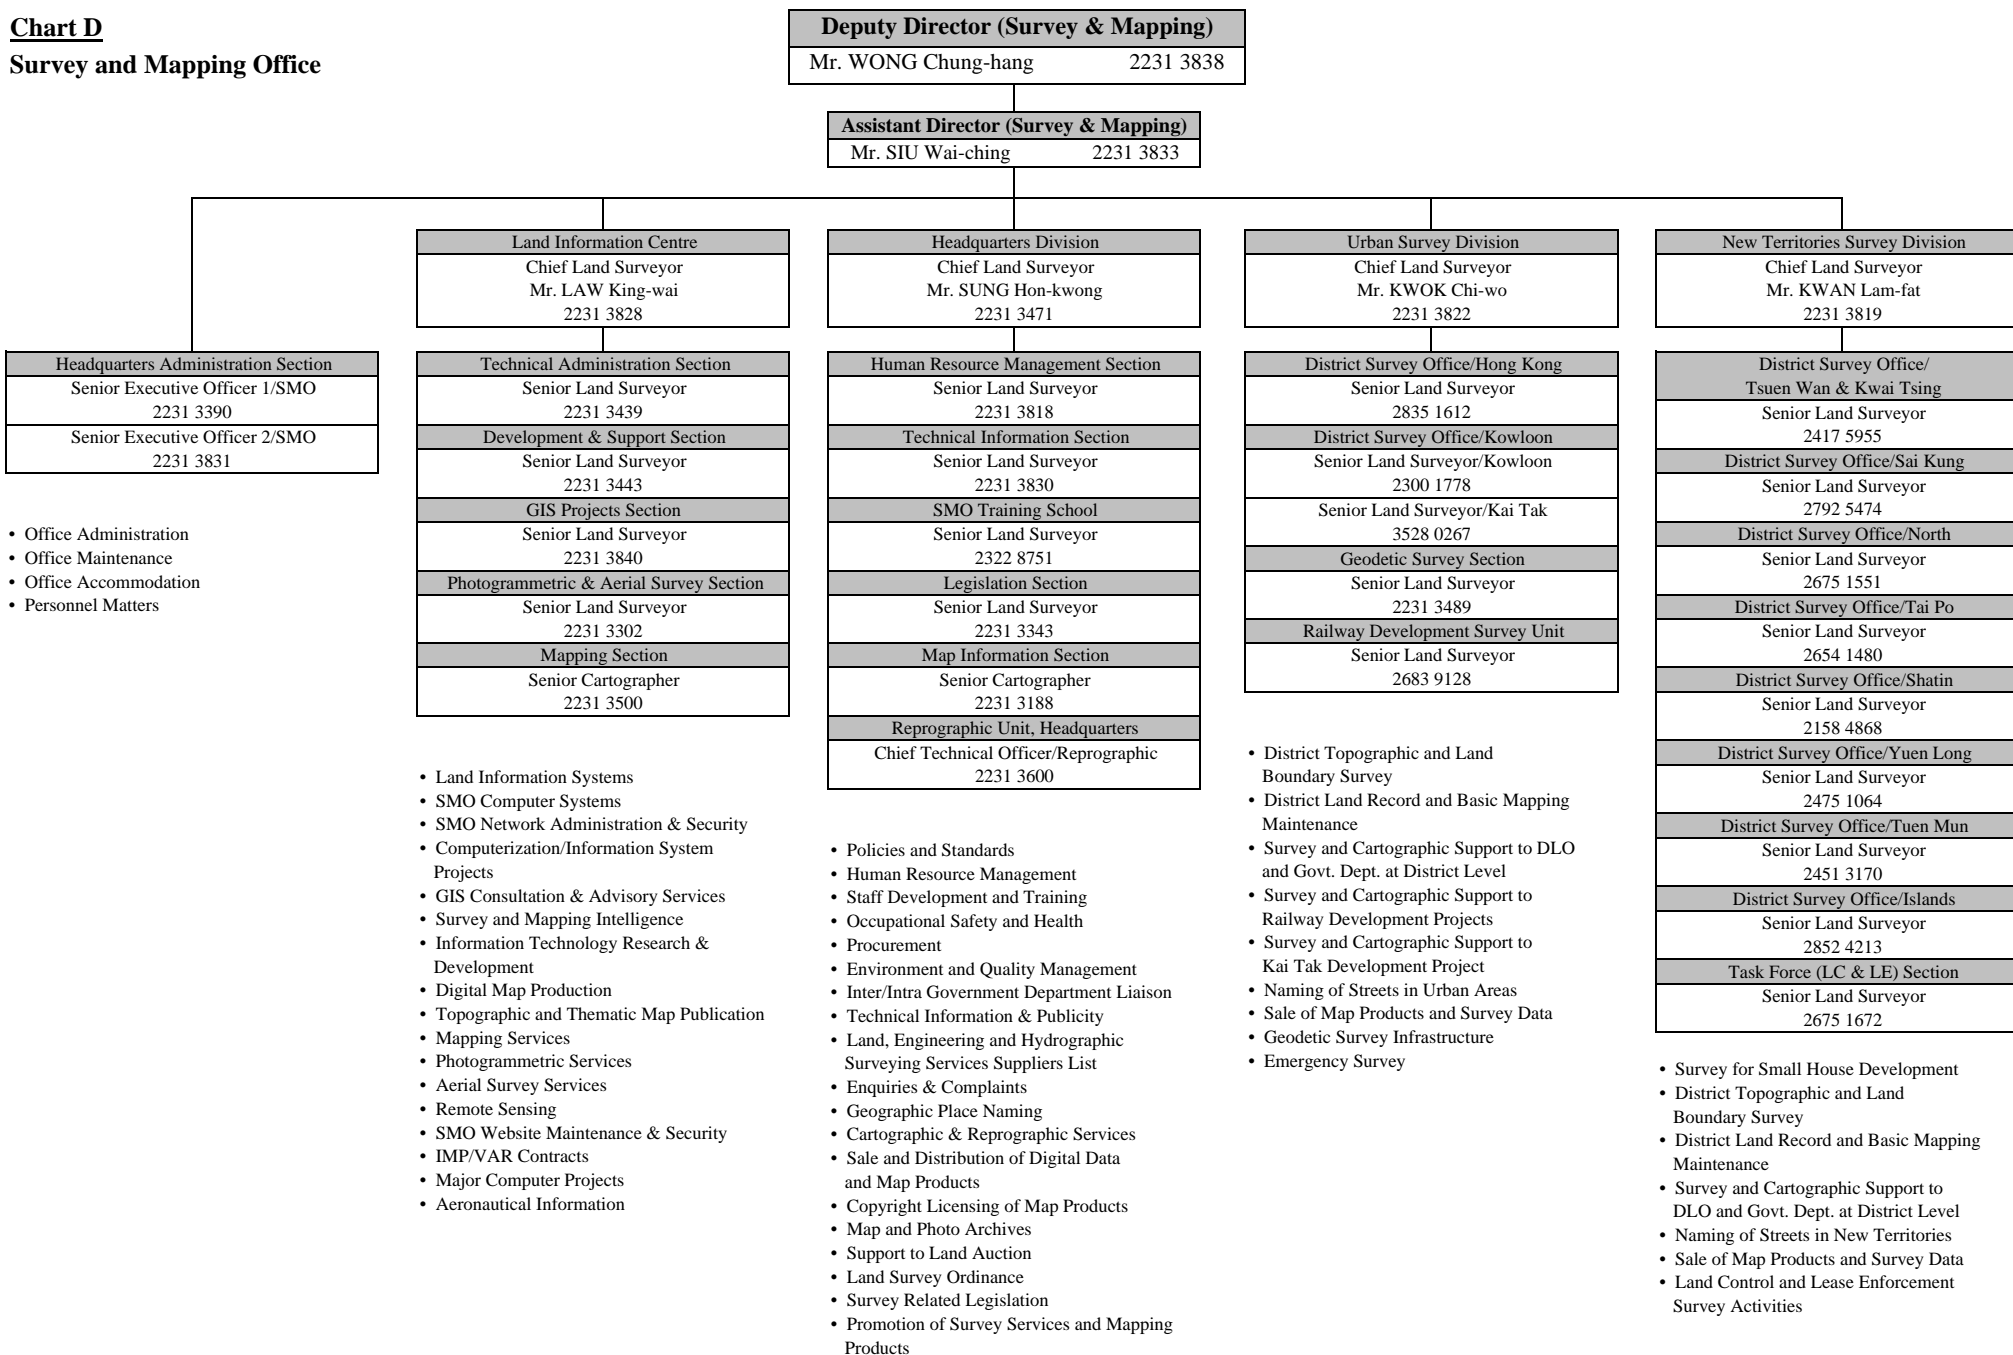 Chart D
Survey and Mapping Office
Deputy Director (Survey & Mapping)
Mr. WONG Chung-hang 2231 3838
Assistant Director (Survey & Mapping)
Mr. SIU Wai-ching 2231 3833
Headquarters Administration Section
Senior Executive Officer 1/SMO
2231 3390
Senior Executive Officer 2/SMO
2231 3831
• Office Administration
• Office Maintenance
• Office Accommodation
• Personnel Matters
Land Information Centre
Chief Land Surveyor
Mr. LAW King-wai
2231 3828
Technical Administration Section
Senior Land Surveyor
2231 3439
Development & Support Section
Senior Land Surveyor
2231 3443
GIS Projects Section
Senior Land Surveyor
2231 3840
Photogrammetric & Aerial Survey Section
Senior Land Surveyor
2231 3302
Mapping Section
Senior Cartographer
2231 3500
• Land Information Systems
• SMO Computer Systems
• SMO Network Administration & Security
• Computerization/Information System
Projects
• GIS Consultation & Advisory Services
• Survey and Mapping Intelligence
• Information Technology Research &
Development
• Digital Map Production
• Topographic and Thematic Map Publication
• Mapping Services
• Photogrammetric Services
• Aerial Survey Services
• Remote Sensing
• SMO Website Maintenance & Security
• IMP/VAR Contracts
• Major Computer Projects
• Aeronautical Information
Headquarters Division
Chief Land Surveyor
Mr. SUNG Hon-kwong
2231 3471
Human Resource Management Section
Senior Land Surveyor
2231 3818
Technical Information Section
Senior Land Surveyor
2231 3830
SMO Training School
Senior Land Surveyor
2322 8751
Legislation Section
Senior Land Surveyor
2231 3343
Map Information Section
Senior Cartographer
2231 3188
Reprographic Unit, Headquarters
Chief Technical Officer/Reprographic
2231 3600
• Policies and Standards
• Human Resource Management
• Staff Development and Training
• Occupational Safety and Health
• Procurement
• Environment and Quality Management
• Inter/Intra Government Department Liaison
• Technical Information & Publicity
• Land, Engineering and Hydrographic
Surveying Services Suppliers List
• Enquiries & Complaints
• Geographic Place Naming
• Cartographic & Reprographic Services
• Sale and Distribution of Digital Data
and Map Products
• Copyright Licensing of Map Products
• Map and Photo Archives
• Support to Land Auction
• Land Survey Ordinance
• Survey Related Legislation
• Promotion of Survey Services and Mapping
Products
Urban Survey Division
Chief Land Surveyor
Mr. KWOK Chi-wo
2231 3822
District Survey Office/Hong Kong
Senior Land Surveyor
2835 1612
District Survey Office/Kowloon
Senior Land Surveyor/Kowloon
2300 1778
Senior Land Surveyor/Kai Tak
3528 0267
Geodetic Survey Section
Senior Land Surveyor
2231 3489
Railway Development Survey Unit
Senior Land Surveyor
2683 9128
• District Topographic and Land
Boundary Survey
• District Land Record and Basic Mapping
Maintenance
• Survey and Cartographic Support to DLO
and Govt. Dept. at District Level
• Survey and Cartographic Support to
Railway Development Projects
• Survey and Cartographic Support to
Kai Tak Development Project
• Naming of Streets in Urban Areas
• Sale of Map Products and Survey Data
• Geodetic Survey Infrastructure
• Emergency Survey
New Territories Survey Division
Chief Land Surveyor
Mr. KWAN Lam-fat
2231 3819
District Survey Office/
Tsuen Wan & Kwai Tsing
Senior Land Surveyor
2417 5955
District Survey Office/Sai Kung
Senior Land Surveyor
2792 5474
District Survey Office/North
Senior Land Surveyor
2675 1551
District Survey Office/Tai Po
Senior Land Surveyor
2654 1480
District Survey Office/Shatin
Senior Land Surveyor
2158 4868
District Survey Office/Yuen Long
Senior Land Surveyor
2475 1064
District Survey Office/Tuen Mun
Senior Land Surveyor
2451 3170
District Survey Office/Islands
Senior Land Surveyor
2852 4213
Task Force (LC & LE) Section
Senior Land Surveyor
2675 1672
• Survey for Small House Development
• District Topographic and Land
Boundary Survey
• District Land Record and Basic Mapping
Maintenance
• Survey and Cartographic Support to
DLO and Govt. Dept. at District Level
• Naming of Streets in New Territories
• Sale of Map Products and Survey Data
• Land Control and Lease Enforcement
Survey Activities